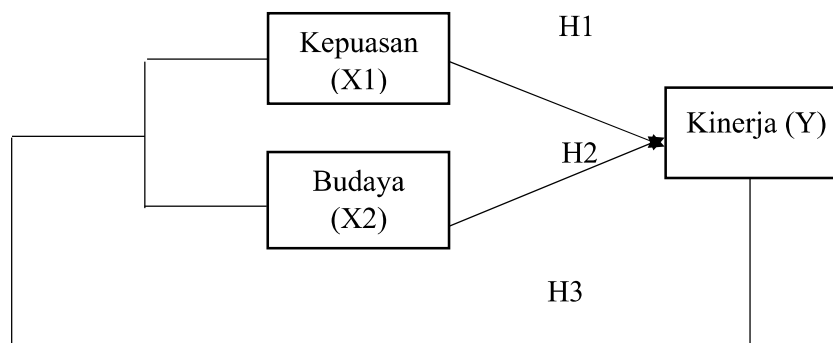 H1
Kepuasan
(X1)
Kinerja (Y)
H2
Budaya
(X2)
H3